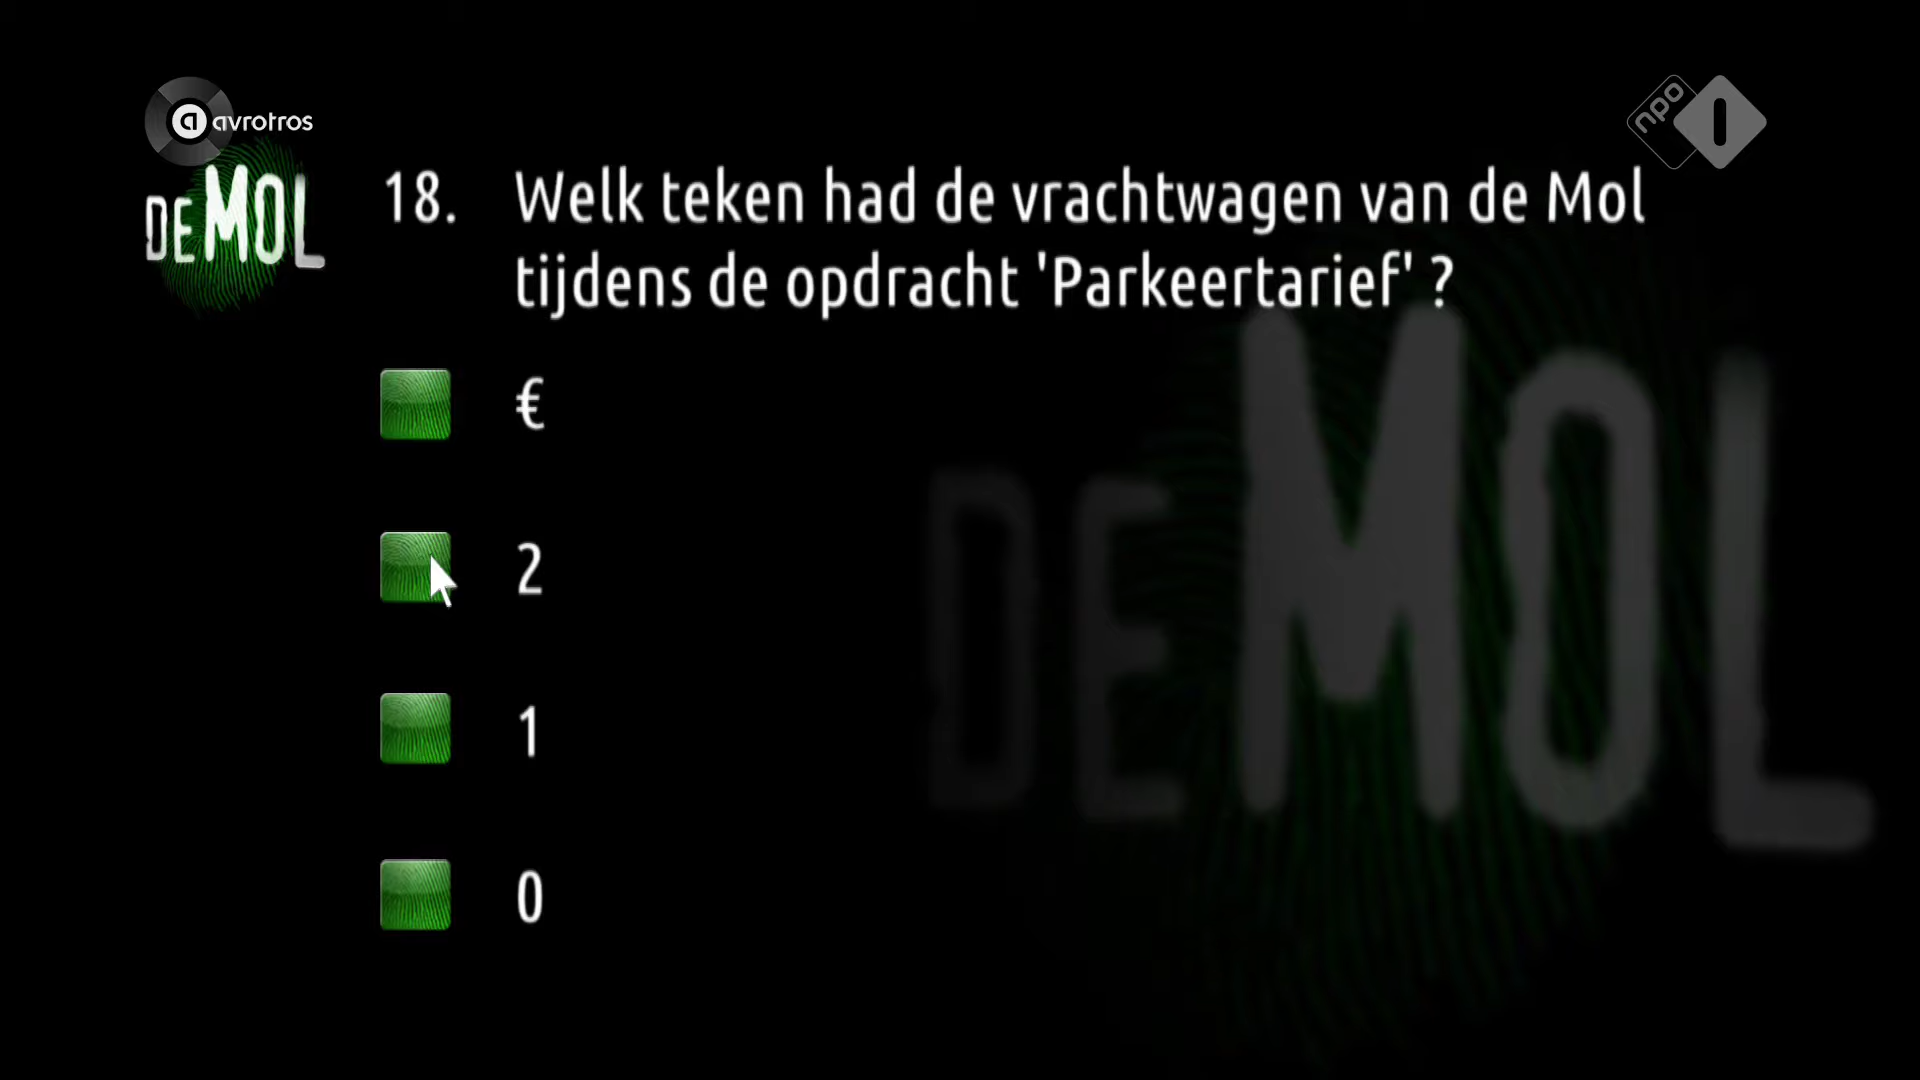 avrotros
npo 1
DE MOL
18. Welk teken had de vrachtwagen van de Mol
tijdens de opdracht 'Parkeertarief' ?
€
2
1
0
DE MOL